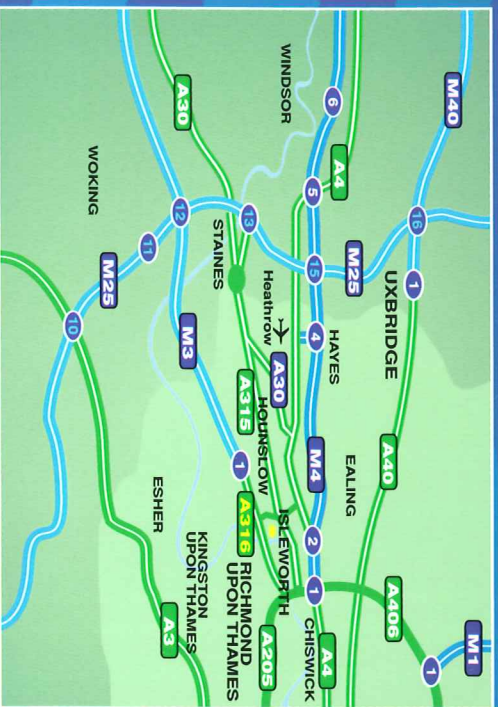 M40
M1
16
1
UXBRIDGE
A40
A406
1
A4
M25
6
5
15
4
HAYES
M4
EALING
2
1
CHISWICK
A4
WINDSOR
13
Heathrow
A30
HOUNSLOW
ISLEWORTH
STAINES
A315
A316
RICHMOND
UPON THAMES
A205
A30
12
M3
1
KINGSTON
UPON THAMES
11
WOKING
M25
10
ESHER
A3